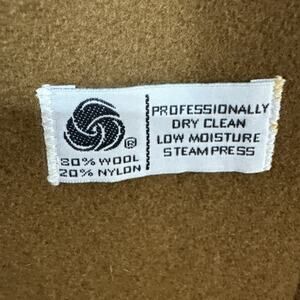 ®
80% WOOL
20% NYLON
PROFESSIONALLY
DRY CLEAN
LOW MOISTURE
STEAM PRESS